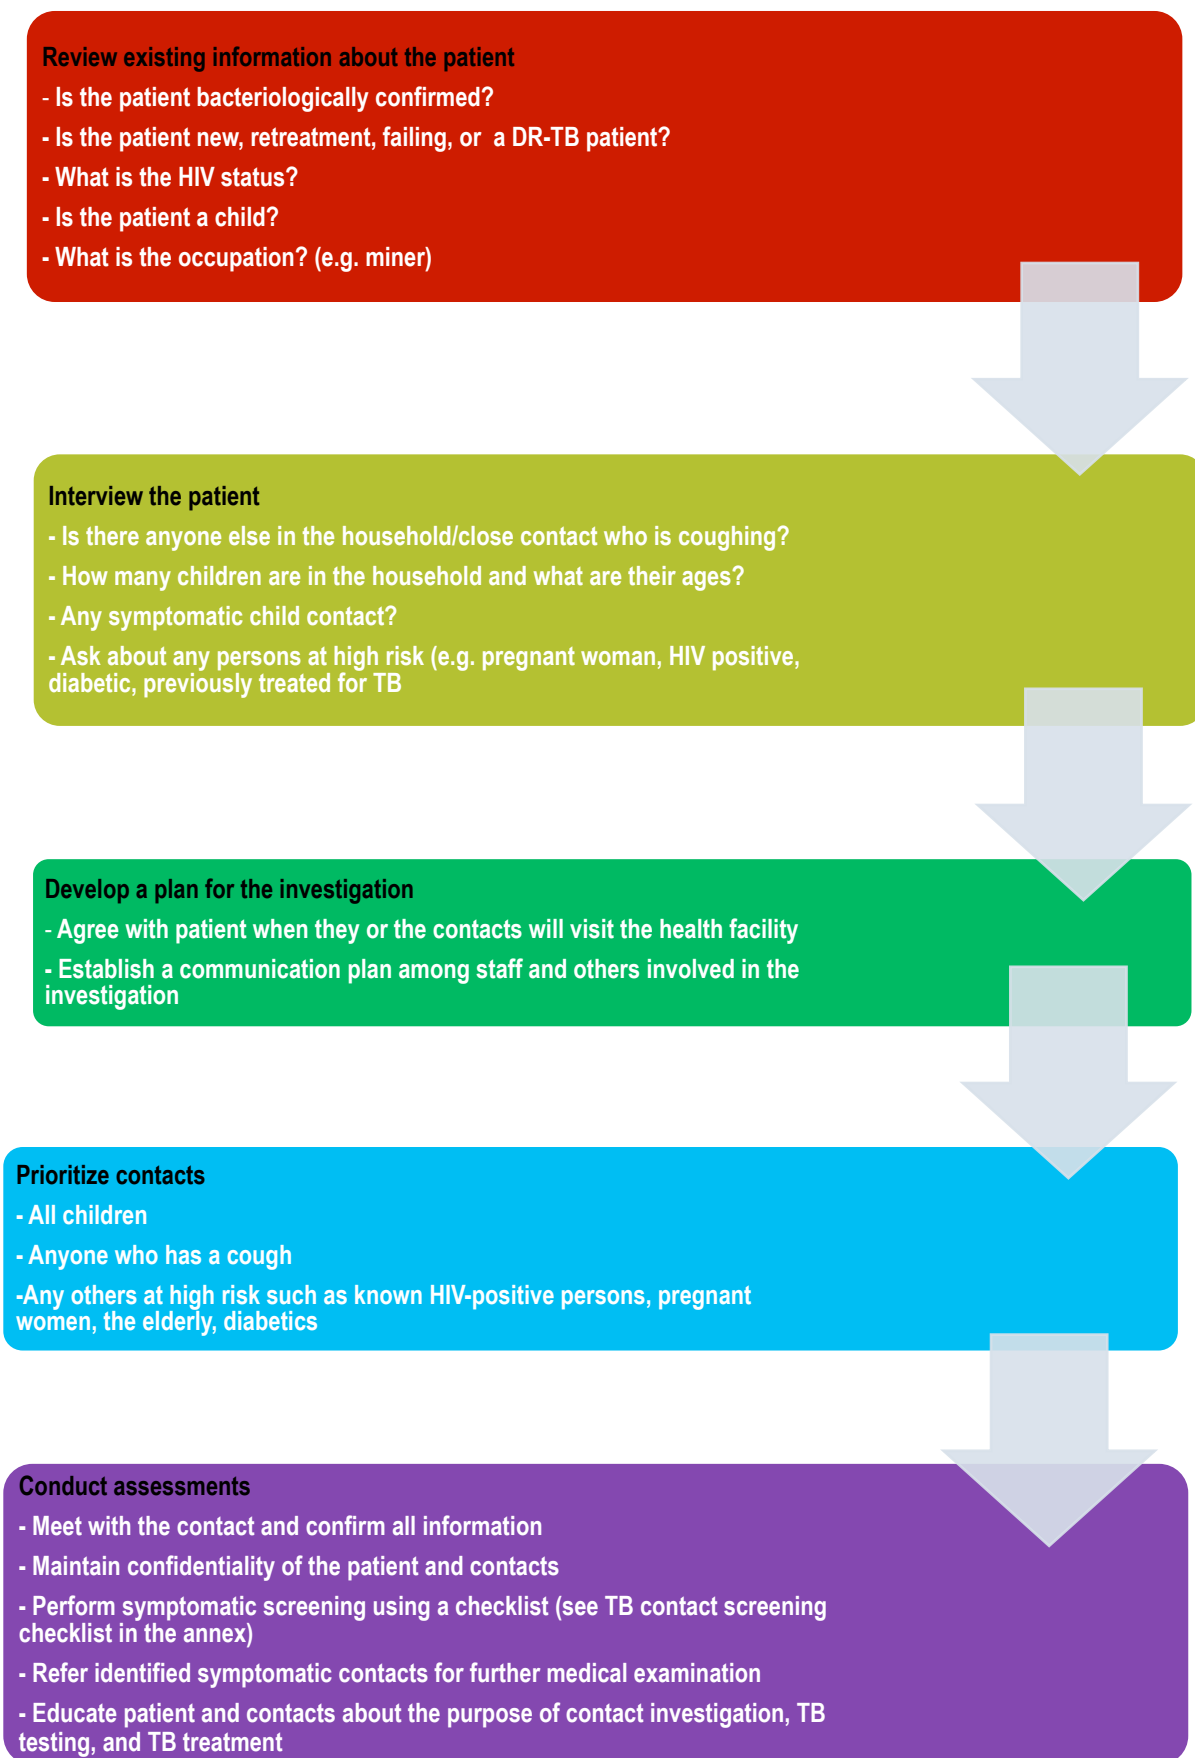 Review existing information about the patient
- Is the patient bacteriologically confirmed?
- Is the patient new, retreatment, failing, or a DR-TB patient?
- What is the HIV status?
- Is the patient a child?
- What is the occupation? (e.g. miner)
Interview the patient
- Is there anyone else in the household/close contact who is coughing?
- How many children are in the household and what are their ages?
- Any symptomatic child contact?
- Ask about any persons at high risk (e.g. pregnant woman, HIV positive,
diabetic, previously treated for TB
Develop a plan for the investigation
- Agree with patient when they or the contacts will visit the health facility
- Establish a communication plan among staff and others involved in the
investigation
Prioritize contacts
- All children
- Anyone who has a cough
-Any others at high risk such as known HIV-positive persons, pregnant
women, the elderly, diabetics
Conduct assessments
- Meet with the contact and confirm all information
- Maintain confidentiality of the patient and contacts
- Perform symptomatic screening using a checklist (see TB contact screening
checklist in the annex)
- Refer identified symptomatic contacts for further medical examination
- Educate patient and contacts about the purpose of contact investigation, TB
testing, and TB treatment